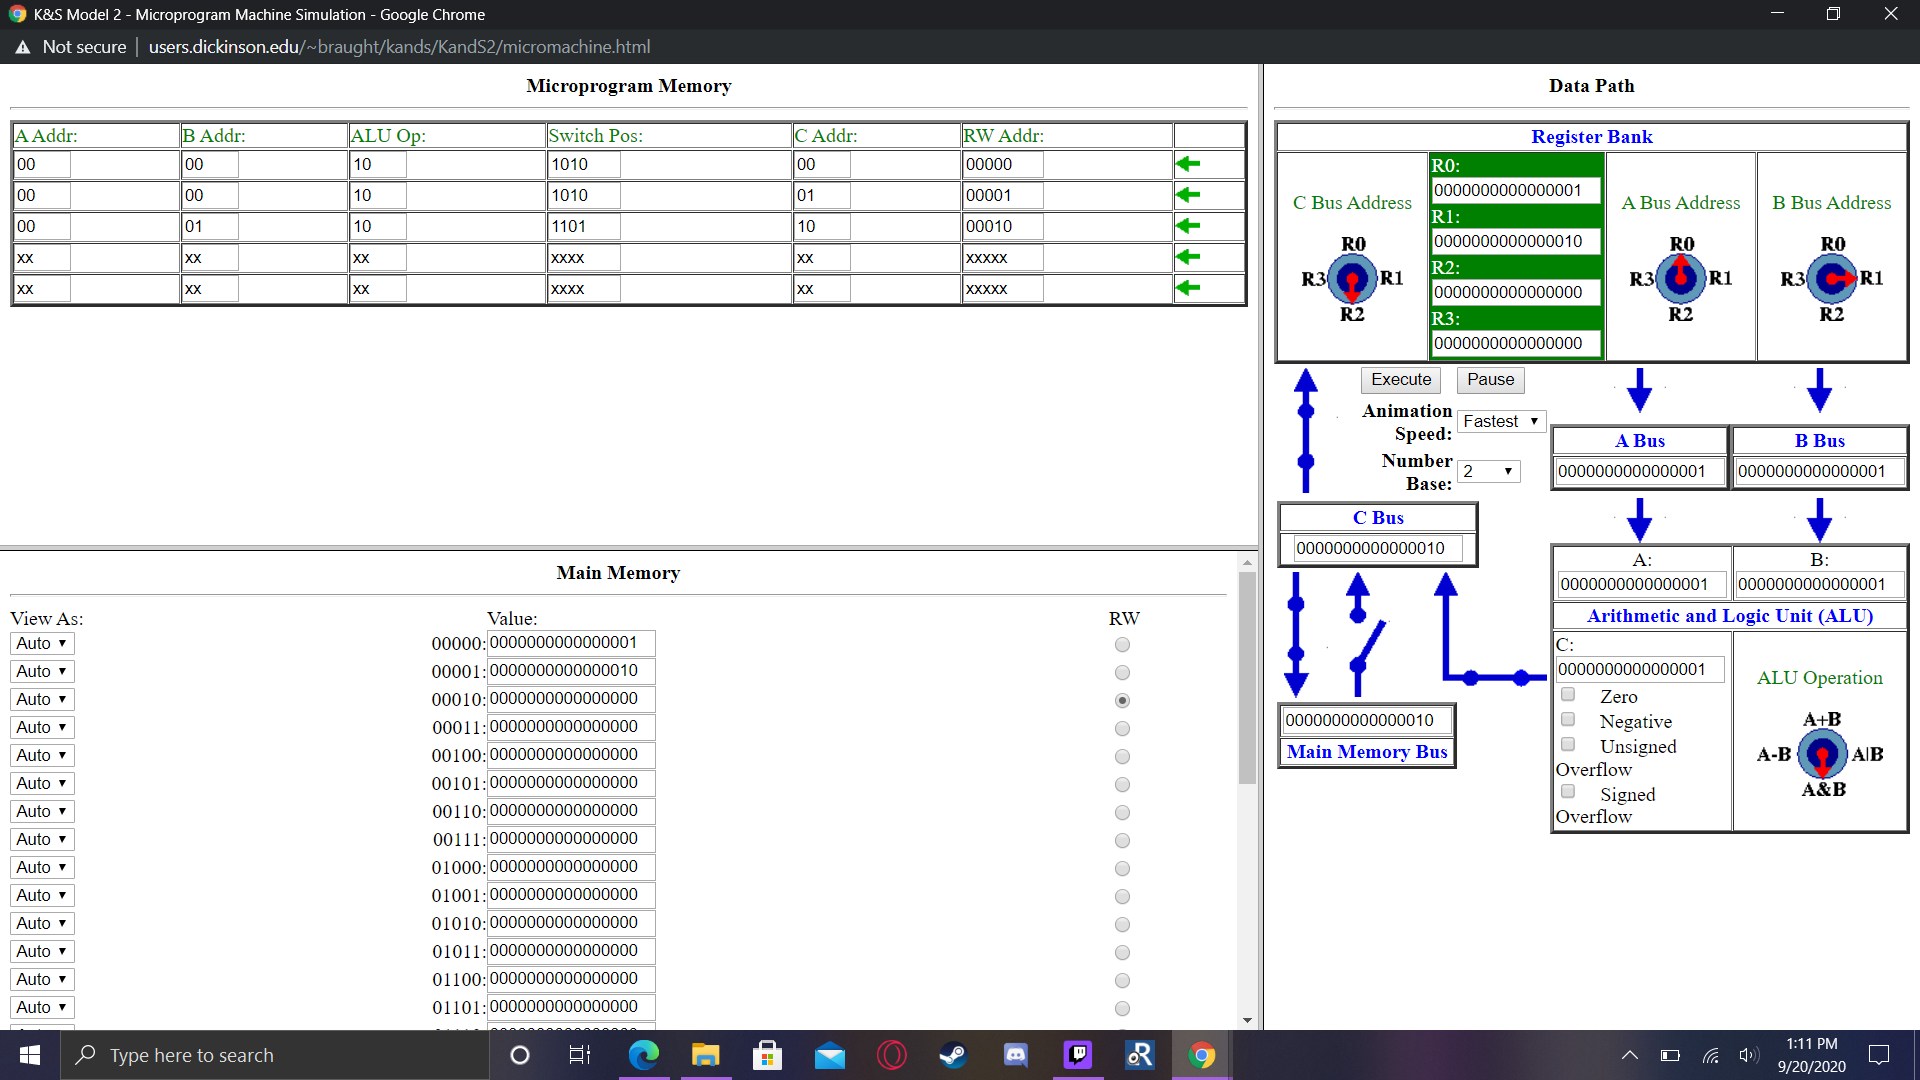 K&S Model 2 - Microprogram Machine Simulation - Google Chrome
Not secure | users.dickinson.edu/~braught/kands/KandS2/micromachine.html
Microprogram Memory
A Addr: B Addr: ALU Op: Switch Pos: C Addr: RW Addr:
00 00 10 1010 00 00000
00 00 10 1010 01 00001
00 01 10 1101 10 00010
xx xx xx xxxx xx xxxxx
xx xx xx xxxx xx xxxxx
Main Memory
View As: Value: RW
Auto 00000: 0000000000000001
Auto 00001: 0000000000000010
Auto 00010: 0000000000000000
Auto 00011: 0000000000000000
Auto 00100: 0000000000000000
Auto 00101: 0000000000000000
Auto 00110: 0000000000000000
Auto 00111: 0000000000000000
Auto 01000: 0000000000000000
Auto 01001: 0000000000000000
Auto 01010: 0000000000000000
Auto 01011: 0000000000000000
Auto 01100: 0000000000000000
Auto 01101: 0000000000000000
Data Path
Register Bank
C Bus Address
R0
R3 R1
R2
R0:
0000000000000001
R1:
0000000000000010
R2:
0000000000000000
R3:
0000000000000000
A Bus Address
R0
R3 R1
R2
B Bus Address
R0
R3 R1
R2
Execute Pause
Animation Speed: Fastest
Number Base: 2
A Bus
0000000000000001
B Bus
0000000000000001
C Bus
0000000000000010
0000000000000010
Main Memory Bus
A:
0000000000000001
B:
0000000000000001
Arithmetic and Logic Unit (ALU)
C:
0000000000000001
Zero
Negative
Unsigned
Overflow
Signed
Overflow
ALU Operation
A+B
A-B A|B
A&B
Type here to search
1:11 PM
9/20/2020